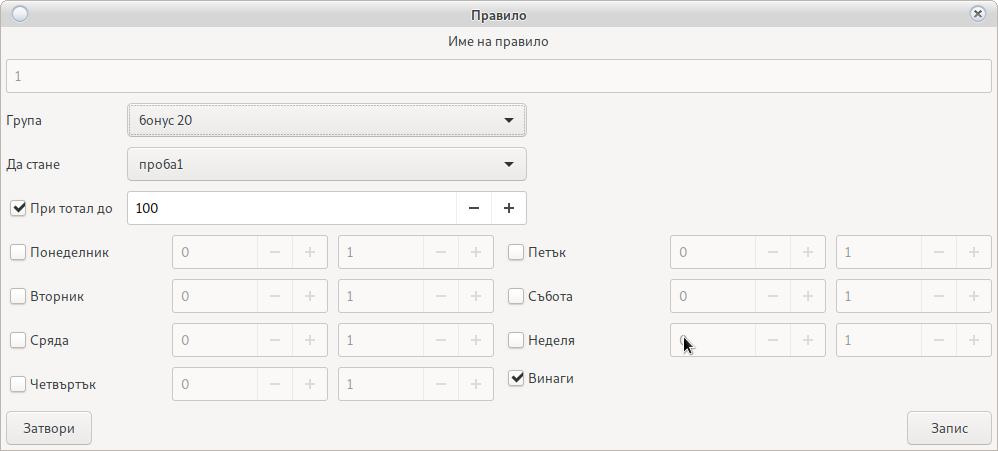 Правило
Име на правило
1
Група бонус 20
Да стане проба1
При тотал до 100
Понеделник 0 1 Петък 0 1
Вторник 0 1 Събота 0 1
Сряда 0 1 Неделя 0 1
Четвъртък 0 1 Винаги
Затвори Запис